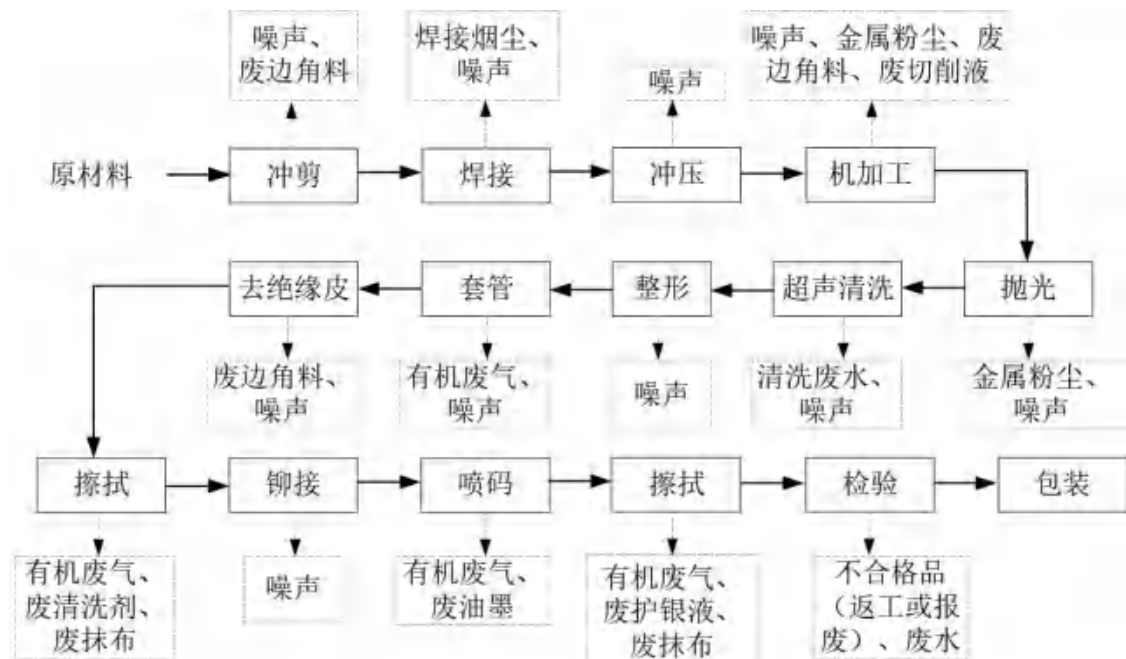 噪声、
废边角料
焊接烟尘、
噪声
噪声
噪声、金属粉尘、废
边角料、废切削液
原材料
冲剪
焊接
冲压
机加工
去绝缘皮
套管
整形
超声清洗
抛光
废边角料、
噪声
有机废气、
噪声
噪声
清洗废水、
噪声
金属粉尘、
噪声
擦拭
铆接
喷码
擦拭
检验
包装
有机废气、
废清洗剂、
废抹布
噪声
有机废气、
废油墨
有机废气、
废护银液、
废抹布
不合格品
（返工或报
废）、废水